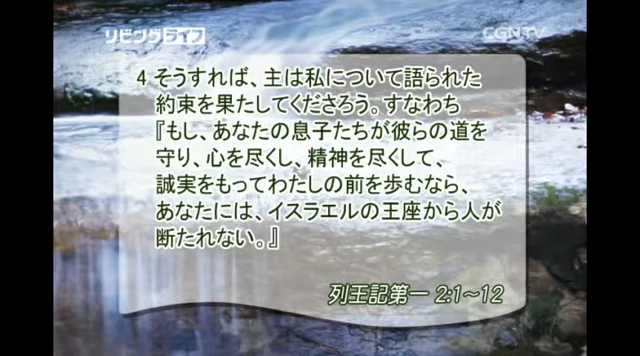 リビングライフ
CGNTV
4 そうすれば、主は私について語られた
約束を果たしてくださろう。すなわち
『もし、あなたの息子たちが彼らの道を
守り、心を尽くし、精神を尽くして、
誠実をもってわたしの前を歩むなら、
あなたには、イスラエルの王座から人が
断たれない。』
列王記第一 2:1～12